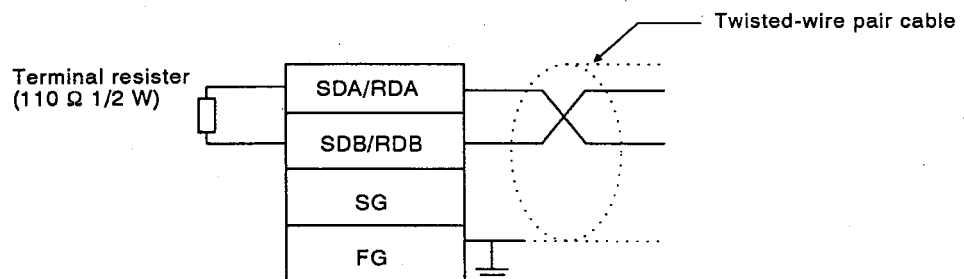 Twisted-wire pair cable
Terminal resister
(110 Ω 1/2 W)
SDA/RDA
SDB/RDB
SG
FG